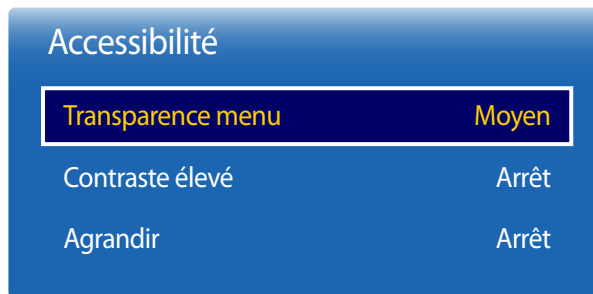 Accessibilité
Transparence menu Moyen
Contraste élevé Arrêt
Agrandir Arrêt